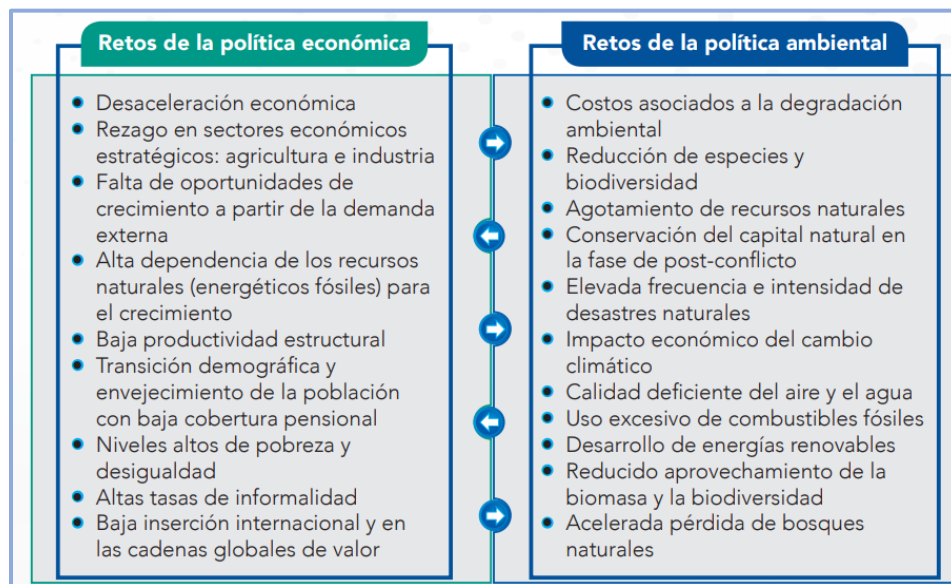 Retos de la política económica
Desaceleración económica
Rezago en sectores económicos
estratégicos: agricultura e industria
Falta de oportunidades de
crecimiento a partir de la demanda
externa
Alta dependencia de los recursos
naturales (energéticos fósiles) para
el crecimiento
Baja productividad estructural
Transición demográfica y
envejecimiento de la población
con baja cobertura pensional
Niveles altos de pobreza y
desigualdad
Altas tasas de informalidad
Baja inserción internacional y en
las cadenas globales de valor
Retos de la política ambiental
Costos asociados a la degradación
ambiental
Reducción de especies y
biodiversidad
Agotamiento de recursos naturales
Conservación del capital natural en
la fase de post-conflicto
Elevada frecuencia e intensidad de
desastres naturales
Impacto económico del cambio
climático
Calidad deficiente del aire y el agua
Uso excesivo de combustibles fósiles
Desarrollo de energías renovables
Reducido aprovechamiento de la
biomasa y la biodiversidad
Acelerada pérdida de bosques
naturales